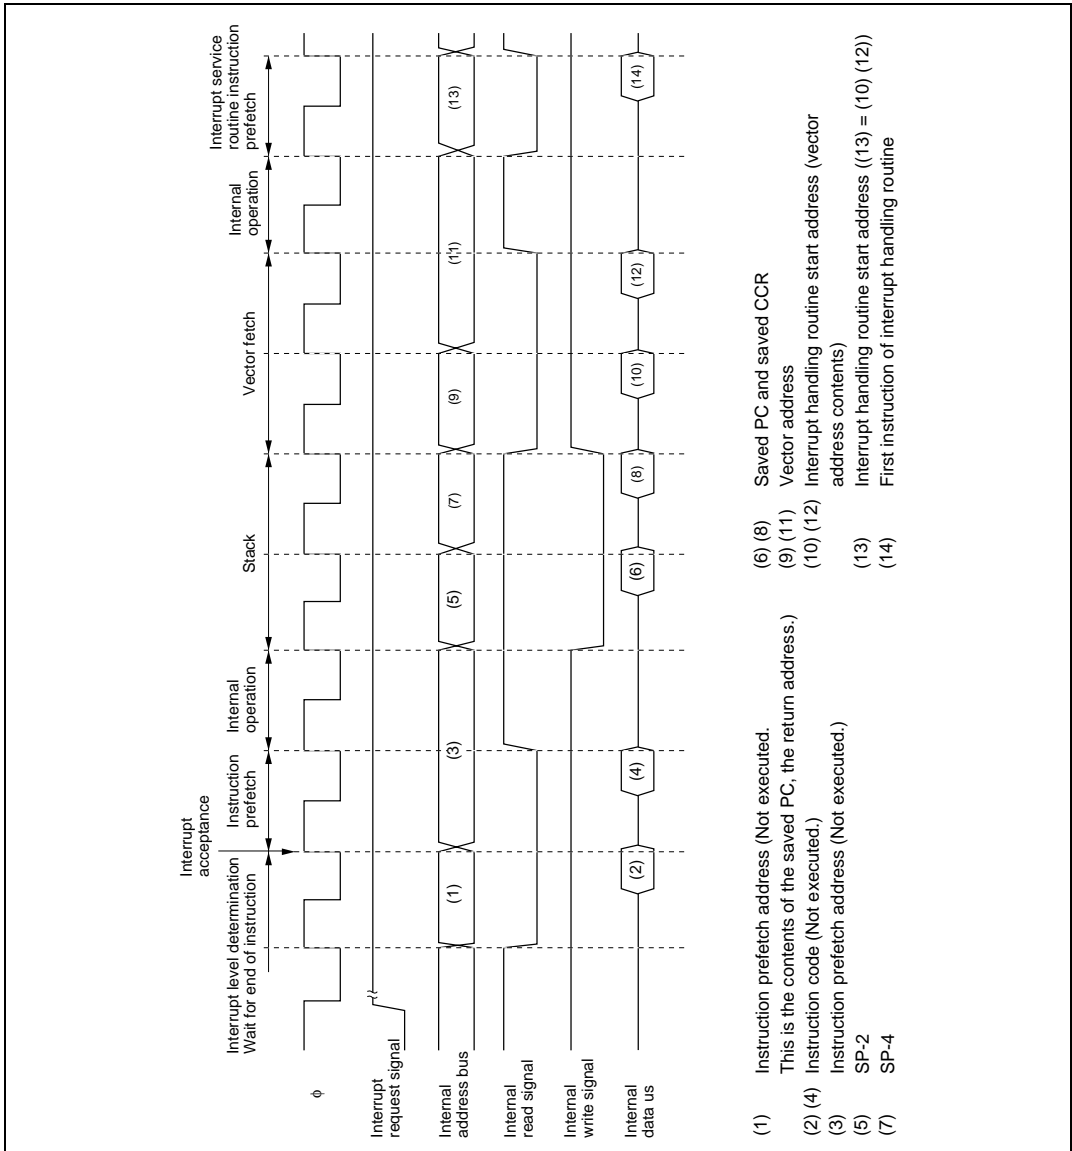 Interrupt level determination
Wait for end of instruction
Interrupt
acceptance
Instruction
prefetch
Internal
operation
Stack
Vector fetch
Internal
operation
Interrupt service
routine instruction
prefetch
φ
Interrupt
request signal
Internal
address bus
(1)
(3)
(5)
(7)
(9)
(11)
(13)
Internal
read signal
Internal
write signal
Internal
data us
(2)
(4)
(6)
(8)
(10)
(12)
(14)
(1) Instruction prefetch address (Not executed.
This is the contents of the saved PC, the return address.)
(2) (4) Instruction code (Not executed.)
(3) Instruction prefetch address (Not executed.)
(5) SP-2
(7) SP-4
(6) (8) Saved PC and saved CCR
(9) (11) Vector address
(10) (12) Interrupt handling routine start address (vector
address contents)
(13) Interrupt handling routine start address ((13) = (10) (12))
(14) First instruction of interrupt handling routine